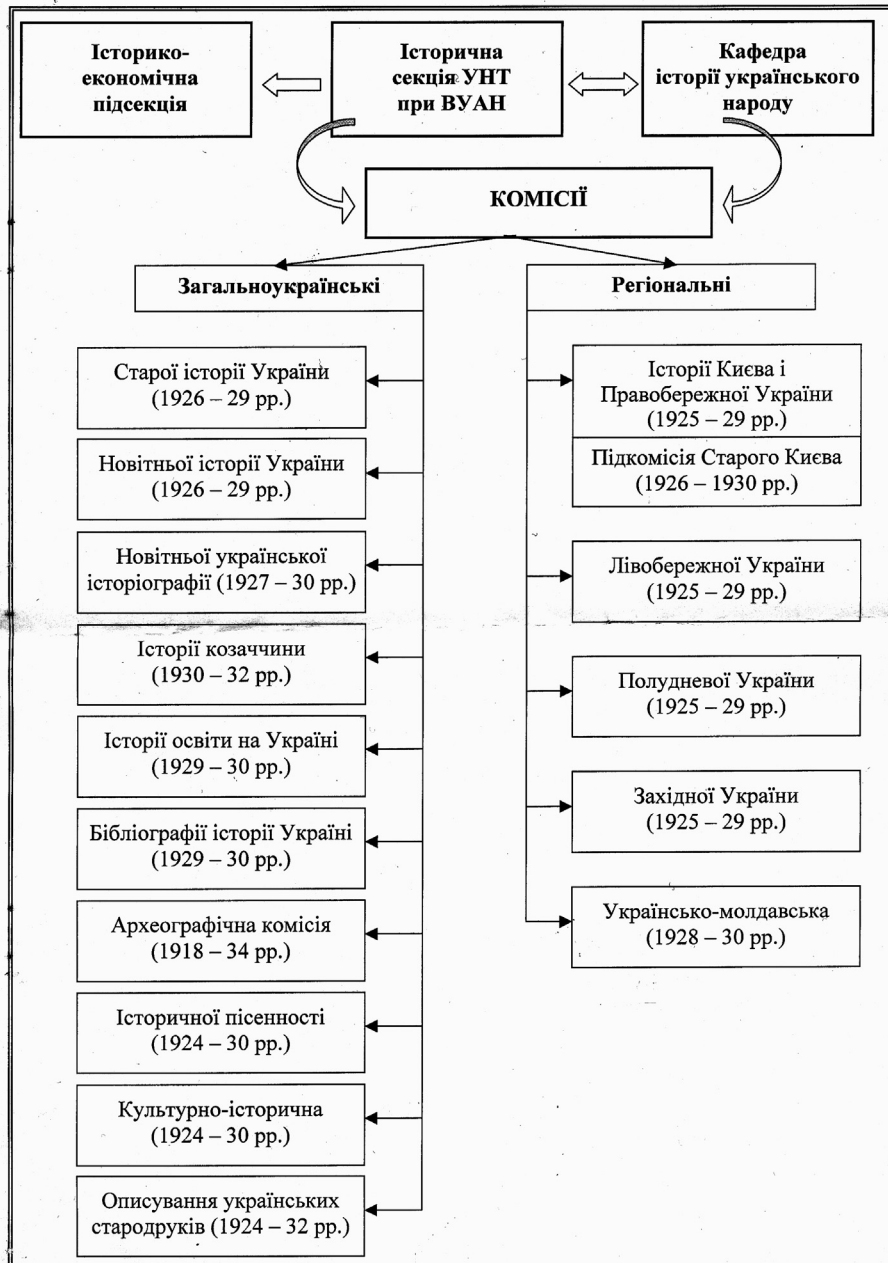 Історико-
економічна
підсекція
Історична
секція УНТ
при ВУАН
Кафедра
історії українського
народу
КОМІСІЇ
Загальноукраїнські
Старої історії України
(1926 – 29 рр.)
Новітньої історії України
(1926 – 29 рр.)
Новітньої української
історіографії (1927 – 30 рр.)
Історії козаччини
(1930 – 32 рр.)
Історії освіти на Україні
(1929 – 30 рр.)
Бібліографії історії Україні
(1929 – 30 рр.)
Археографічна комісія
(1918 – 34 рр.)
Історичної пісенності
(1924 – 30 рр.)
Культурно-історична
(1924 – 30 рр.)
Описування українських
стародруків (1924 – 32 рр.)
Регіональні
Історії Києва і
Правобережної України
(1925 – 29 рр.)
Підкомісія Старого Києва
(1926 – 1930 рр.)
Лівобережної України
(1925 – 29 рр.)
Полудневої України
(1925 – 29 рр.)
Західної України
(1925 – 29 рр.)
Українсько-молдавська
(1928 – 30 рр.)